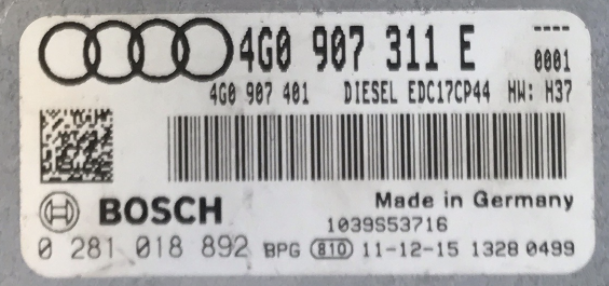 4G0 907 311 E
----
0001
4G0 907 401 DIESEL EDC17CP44 HW: H37
Made in Germany
BOSCH
1039S53716
0 281 018 892 BPG 810 11-12-15 1328 0499